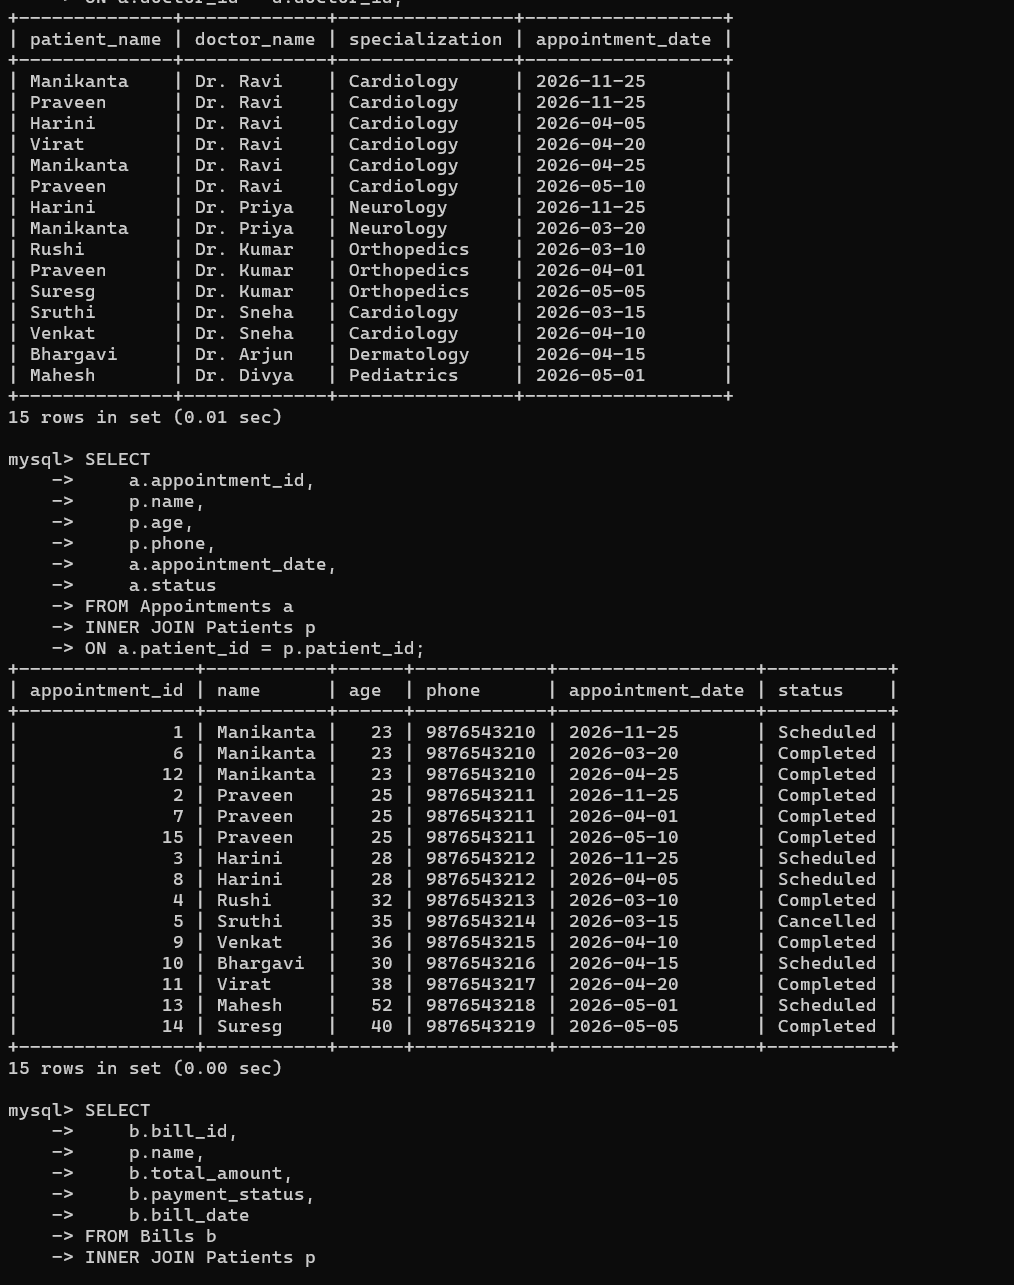 -> ON a.doctor_id = d.doctor_id;
+--------------+-------------+----------------+------------------+
| patient_name | doctor_name | specialization | appointment_date |
+--------------+-------------+----------------+------------------+
| Manikanta    | Dr. Ravi    | Cardiology     | 2026-11-25       |
| Praveen      | Dr. Ravi    | Cardiology     | 2026-11-25       |
| Harini       | Dr. Ravi    | Cardiology     | 2026-04-05       |
| Virat        | Dr. Ravi    | Cardiology     | 2026-04-20       |
| Manikanta    | Dr. Ravi    | Cardiology     | 2026-04-25       |
| Praveen      | Dr. Ravi    | Cardiology     | 2026-05-10       |
| Harini       | Dr. Priya   | Neurology      | 2026-11-25       |
| Manikanta    | Dr. Priya   | Neurology      | 2026-03-20       |
| Rushi        | Dr. Kumar   | Orthopedics    | 2026-03-10       |
| Praveen      | Dr. Kumar   | Orthopedics    | 2026-04-01       |
| Suresg       | Dr. Kumar   | Orthopedics    | 2026-05-05       |
| Sruthi       | Dr. Sneha   | Cardiology     | 2026-03-15       |
| Venkat       | Dr. Sneha   | Cardiology     | 2026-04-10       |
| Bhargavi     | Dr. Arjun   | Dermatology    | 2026-04-15       |
| Mahesh       | Dr. Divya   | Pediatrics     | 2026-05-01       |
+--------------+-------------+----------------+------------------+
15 rows in set (0.01 sec)

mysql> SELECT
    ->     a.appointment_id,
    ->     p.name,
    ->     p.age,
    ->     p.phone,
    ->     a.appointment_date,
    ->     a.status
    -> FROM Appointments a
    -> INNER JOIN Patients p
    -> ON a.patient_id = p.patient_id;
+----------------+-----------+------+------------+------------------+-----------+
| appointment_id | name      | age  | phone      | appointment_date | status    |
+----------------+-----------+------+------------+------------------+-----------+
|              1 | Manikanta |   23 | 9876543210 | 2026-11-25       | Scheduled |
|              6 | Manikanta |   23 | 9876543210 | 2026-03-20       | Completed |
|             12 | Manikanta |   23 | 9876543210 | 2026-04-25       | Completed |
|              2 | Praveen   |   25 | 9876543211 | 2026-11-25       | Completed |
|              7 | Praveen   |   25 | 9876543211 | 2026-04-01       | Completed |
|             15 | Praveen   |   25 | 9876543211 | 2026-05-10       | Completed |
|              3 | Harini    |   28 | 9876543212 | 2026-11-25       | Scheduled |
|              8 | Harini    |   28 | 9876543212 | 2026-04-05       | Scheduled |
|              4 | Rushi     |   32 | 9876543213 | 2026-03-10       | Completed |
|              5 | Sruthi    |   35 | 9876543214 | 2026-03-15       | Cancelled |
|              9 | Venkat    |   36 | 9876543215 | 2026-04-10       | Completed |
|             10 | Bhargavi  |   30 | 9876543216 | 2026-04-15       | Scheduled |
|             11 | Virat     |   38 | 9876543217 | 2026-04-20       | Completed |
|             13 | Mahesh    |   52 | 9876543218 | 2026-05-01       | Scheduled |
|             14 | Suresg    |   40 | 9876543219 | 2026-05-05       | Completed |
+----------------+-----------+------+------------+------------------+-----------+
15 rows in set (0.00 sec)

mysql> SELECT
    ->     b.bill_id,
    ->     p.name,
    ->     b.total_amount,
    ->     b.payment_status,
    ->     b.bill_date
    -> FROM Bills b
    -> INNER JOIN Patients p